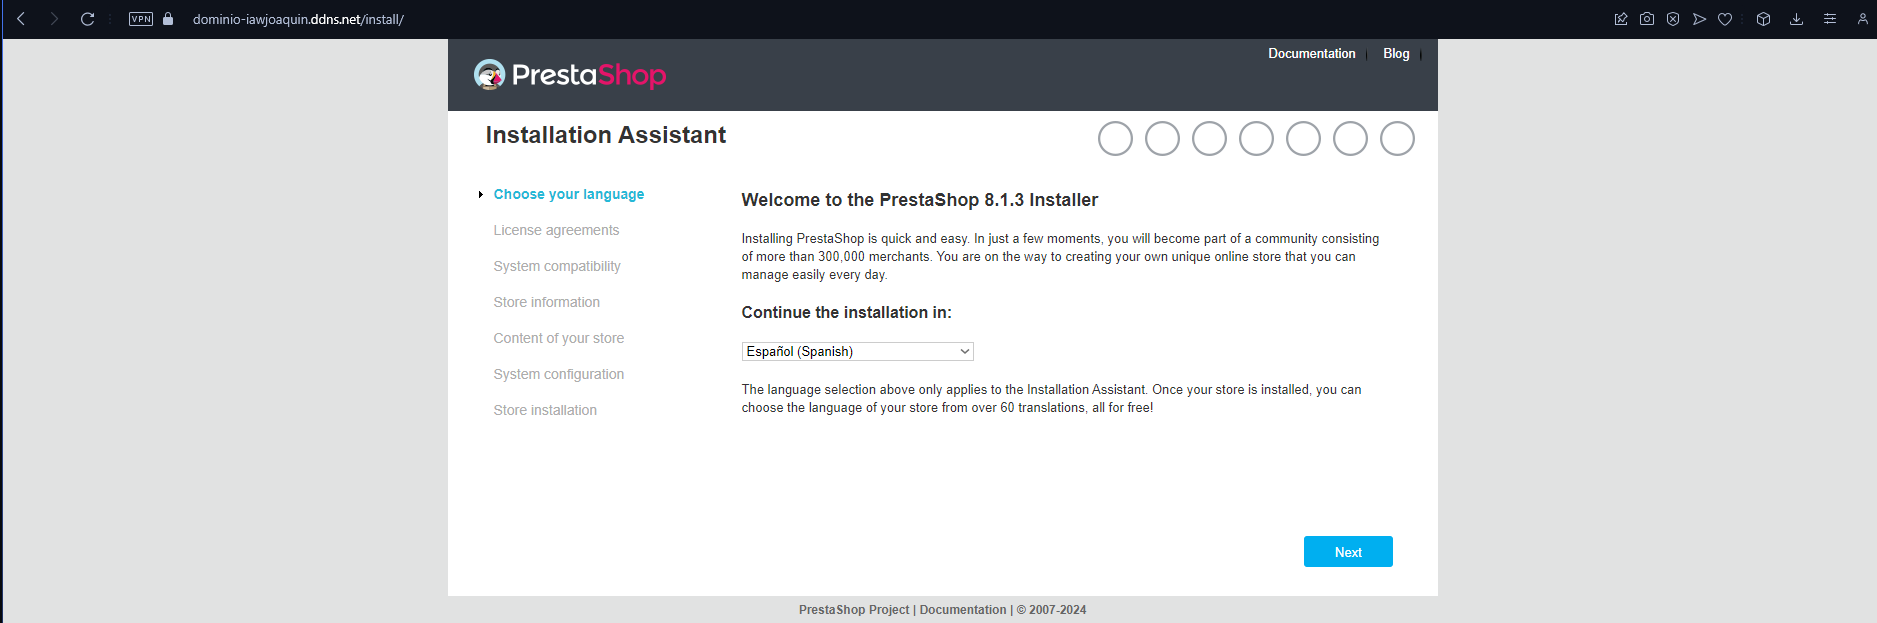 VPN
dominio-iawjoaquin.ddns.net/install/
Documentation
Blog
PrestaShop
Installation Assistant
Choose your language
License agreements
System compatibility
Store information
Content of your store
System configuration
Store installation
Welcome to the PrestaShop 8.1.3 Installer
Installing PrestaShop is quick and easy. In just a few moments, you will become part of a community consisting
of more than 300,000 merchants. You are on the way to creating your own unique online store that you can
manage easily every day.
Continue the installation in:
Español (Spanish)
The language selection above only applies to the Installation Assistant. Once your store is installed, you can
choose the language of your store from over 60 translations, all for free!
Next
PrestaShop Project | Documentation | © 2007-2024